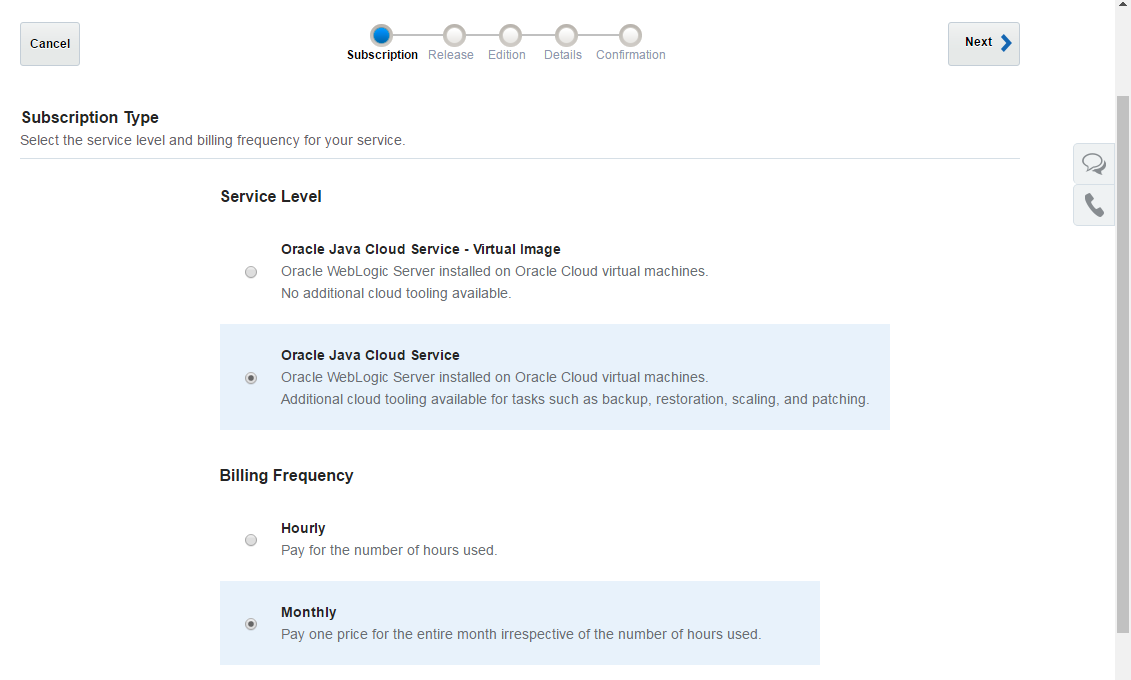 Cancel
Subscription Release Edition Details Confirmation
Next
Subscription Type
Select the service level and billing frequency for your service.
Service Level
Oracle Java Cloud Service - Virtual Image
Oracle WebLogic Server installed on Oracle Cloud virtual machines.
No additional cloud tooling available.
Oracle Java Cloud Service
Oracle WebLogic Server installed on Oracle Cloud virtual machines.
Additional cloud tooling available for tasks such as backup, restoration, scaling, and patching.
Billing Frequency
Hourly
Pay for the number of hours used.
Monthly
Pay one price for the entire month irrespective of the number of hours used.